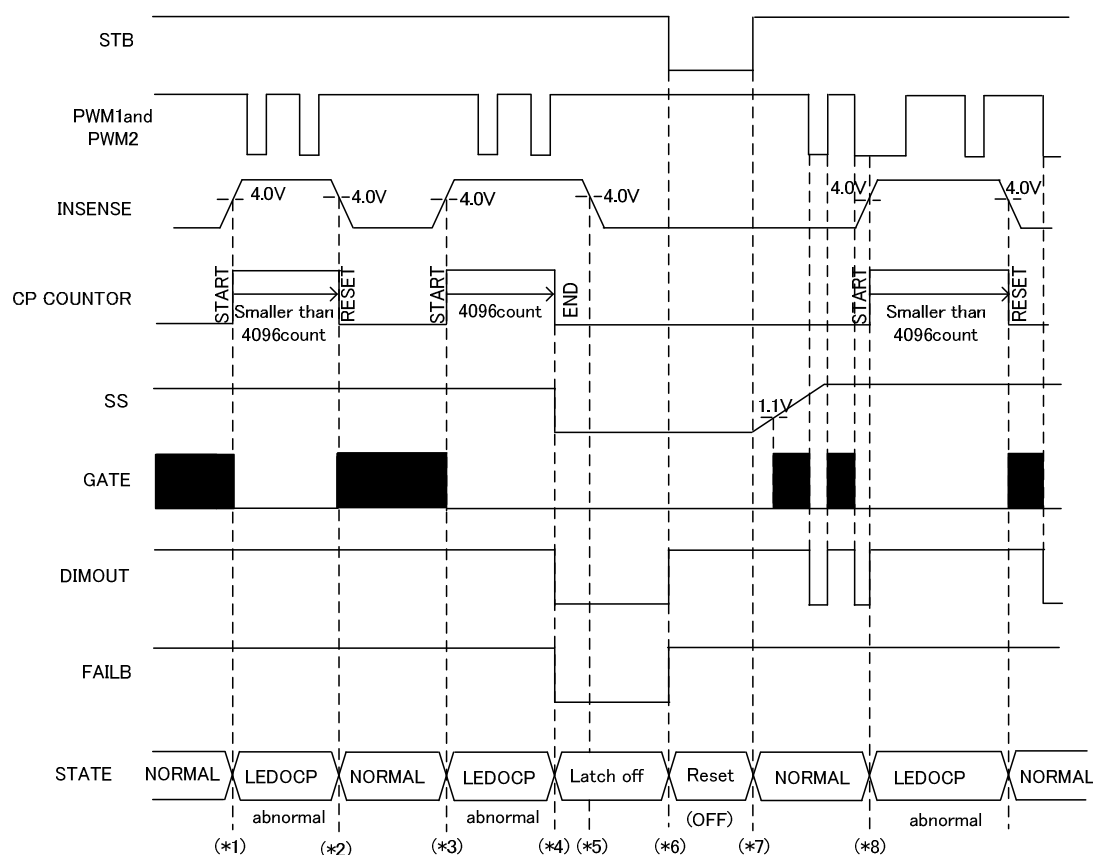 STB
PWM1and
PWM2
INSENSE
4.0V
4.0V
4.0V
4.0V
4.0V
4.0V
CP COUNTOR
START
Smaller than
4096count
RESET
START
4096count
END
START
Smaller than
4096count
RESET
SS
1.1V
GATE
DIMOUT
FAILB
STATE
NORMAL
LEDOCP
NORMAL
LEDOCP
Latch off
Reset
NORMAL
LEDOCP
NORMAL
abnormal
abnormal
(OFF)
abnormal
(*1)
(*2)
(*3)
(*4)
(*5)
(*6)
(*7)
(*8)